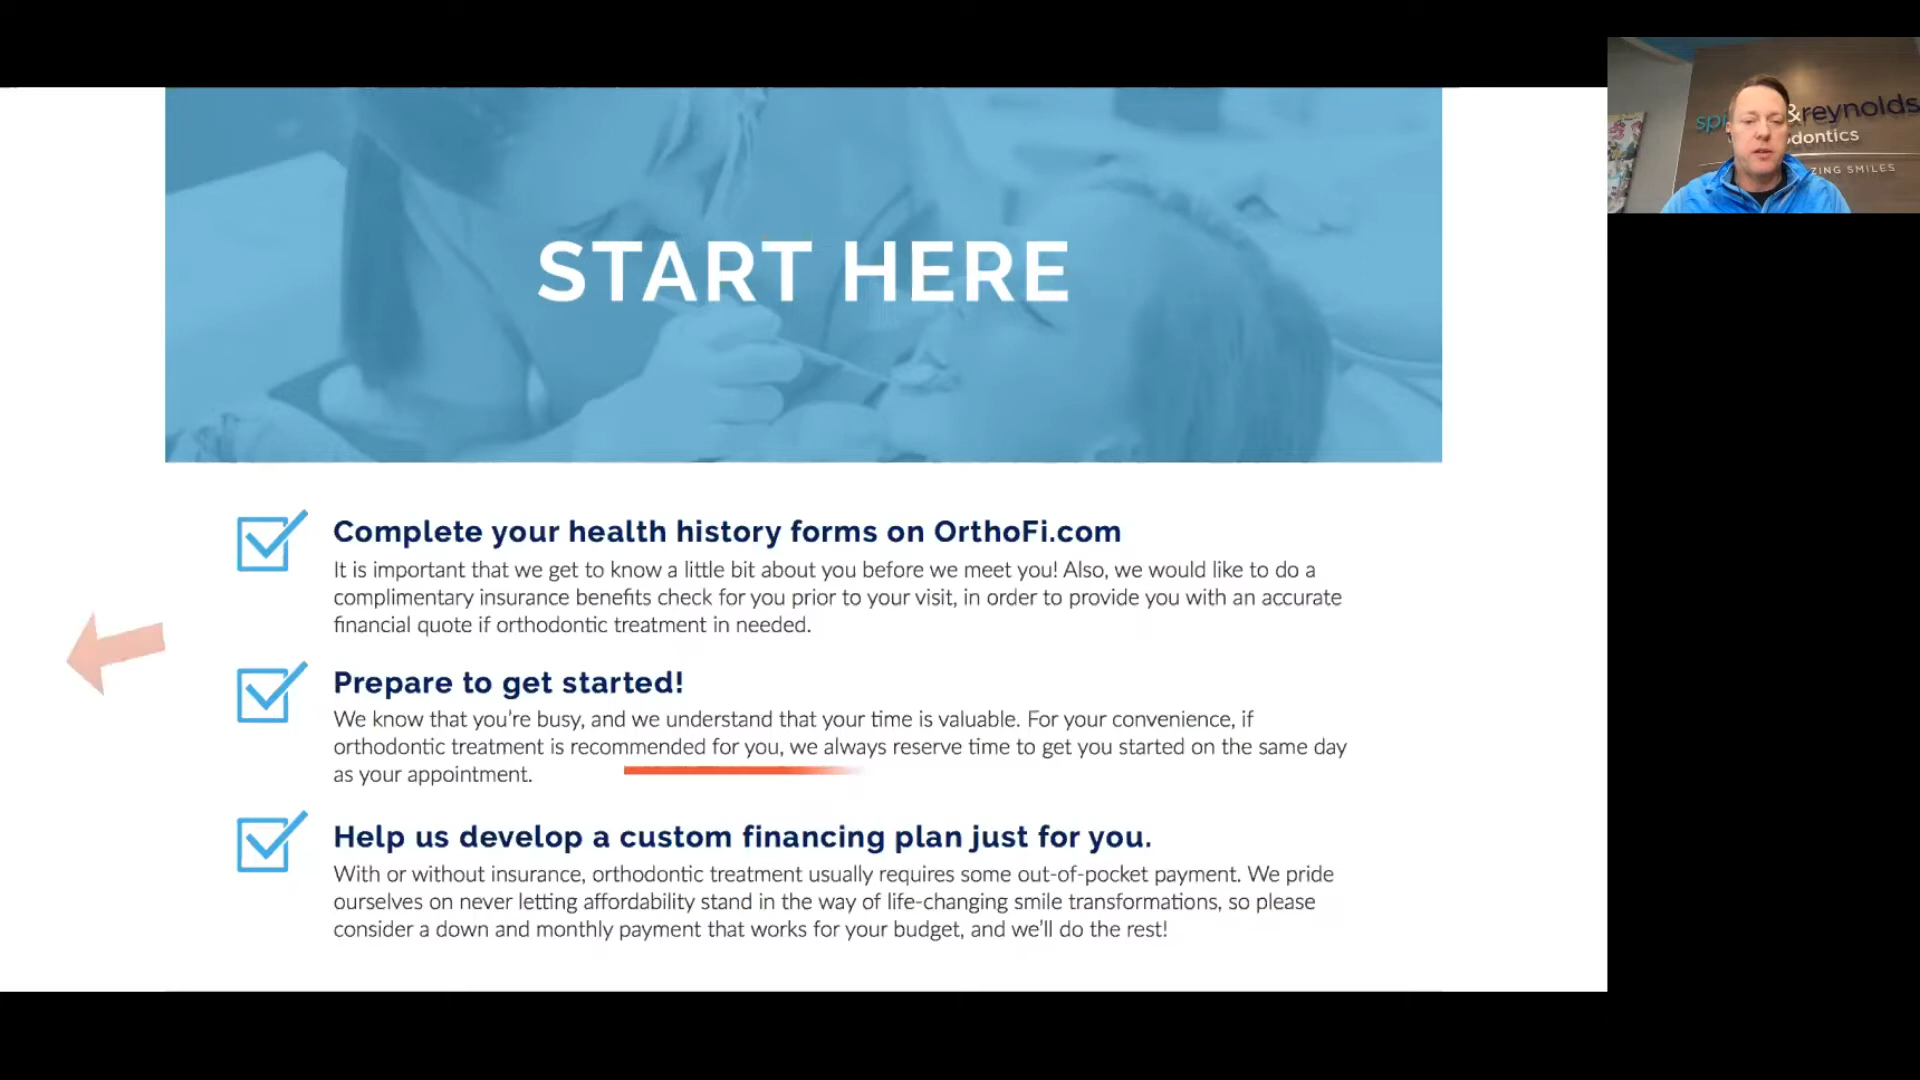 START HERE
Complete your health history forms on OrthoFi.com
It is important that we get to know a little bit about you before we meet you! Also, we would like to do a
complimentary insurance benefits check for you prior to your visit, in order to provide you with an accurate
financial quote if orthodontic treatment in needed.
Prepare to get started!
We know that you're busy, and we understand that your time is valuable. For your convenience, if
orthodontic treatment is recommended for you, we always reserve time to get you started on the same day
as your appointment.
Help us develop a custom financing plan just for you.
With or without insurance, orthodontic treatment usually requires some out-of-pocket payment. We pride
ourselves on never letting affordability stand in the way of life-changing smile transformations, so please
consider a down and monthly payment that works for your budget, and we'll do the rest!
&reynolds
SMILES